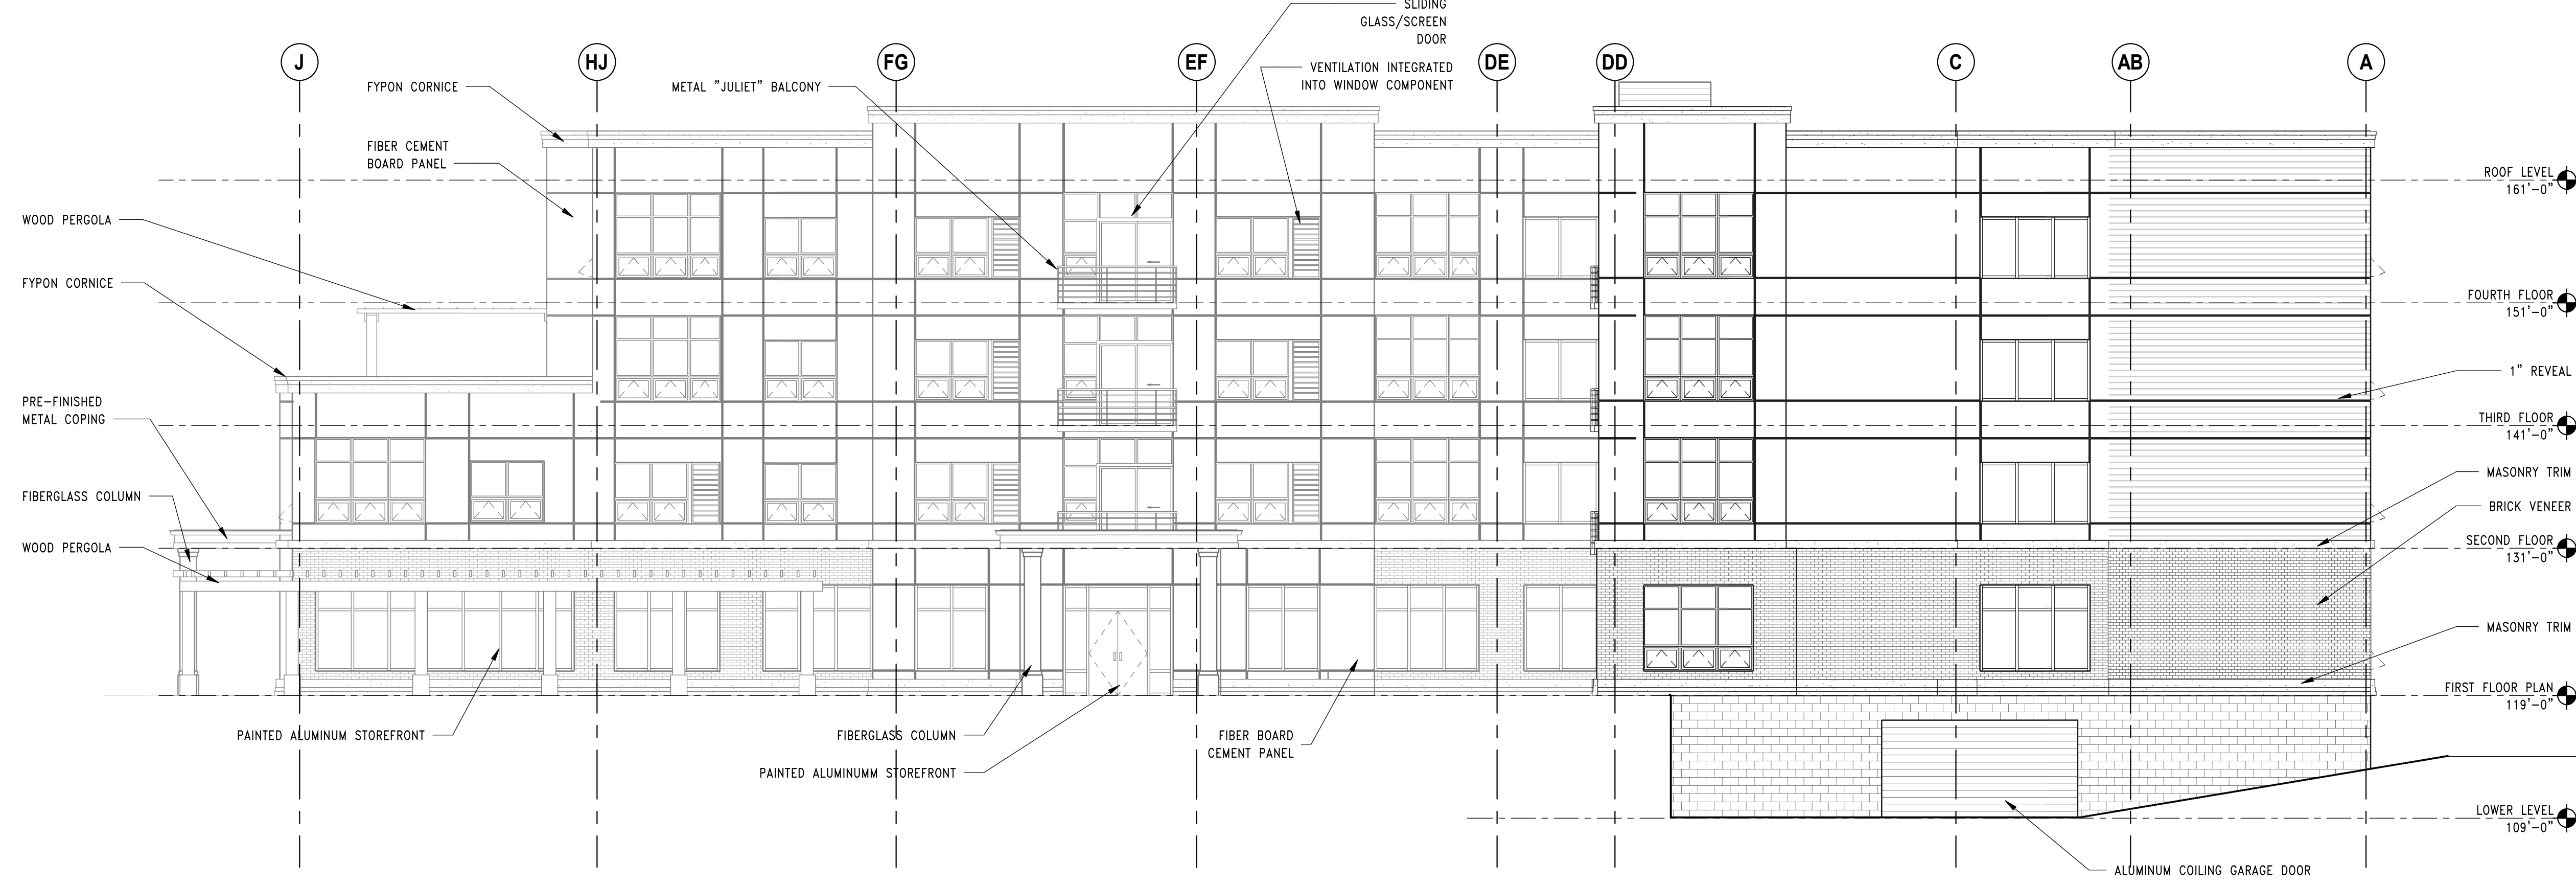 SLIDING
GLASS/SCREEN
DOOR
J
HJ
FG
EF
DE
DD
C
AB
A
FYPON CORNICE
METAL "JULIET" BALCONY
VENTILATION INTEGRATED
INTO WINDOW COMPONENT
FIBER CEMENT
BOARD PANEL
ROOF LEVEL
161'-0"
WOOD PERGOLA
FYPON CORNICE
FOURTH FLOOR
151'-0"
1" REVEAL
PRE-FINISHED
METAL COPING
THIRD FLOOR
141'-0"
MASONRY TRIM
FIBERGLASS COLUMN
BRICK VENEER
WOOD PERGOLA
SECOND FLOOR
131'-0"
MASONRY TRIM
FIRST FLOOR PLAN
119'-0"
PAINTED ALUMINUM STOREFRONT
FIBERGLASS COLUMN
FIBER BOARD
CEMENT PANEL
PAINTED ALUMINUMM STOREFRONT
LOWER LEVEL
109'-0"
ALUMINUM COILING GARAGE DOOR